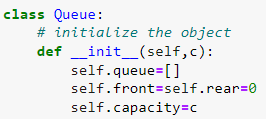 class Queue:
    # initialize the object
    def __init__(self,c):
        self.queue=[]
        self.front=self.rear=0
        self.capacity=c